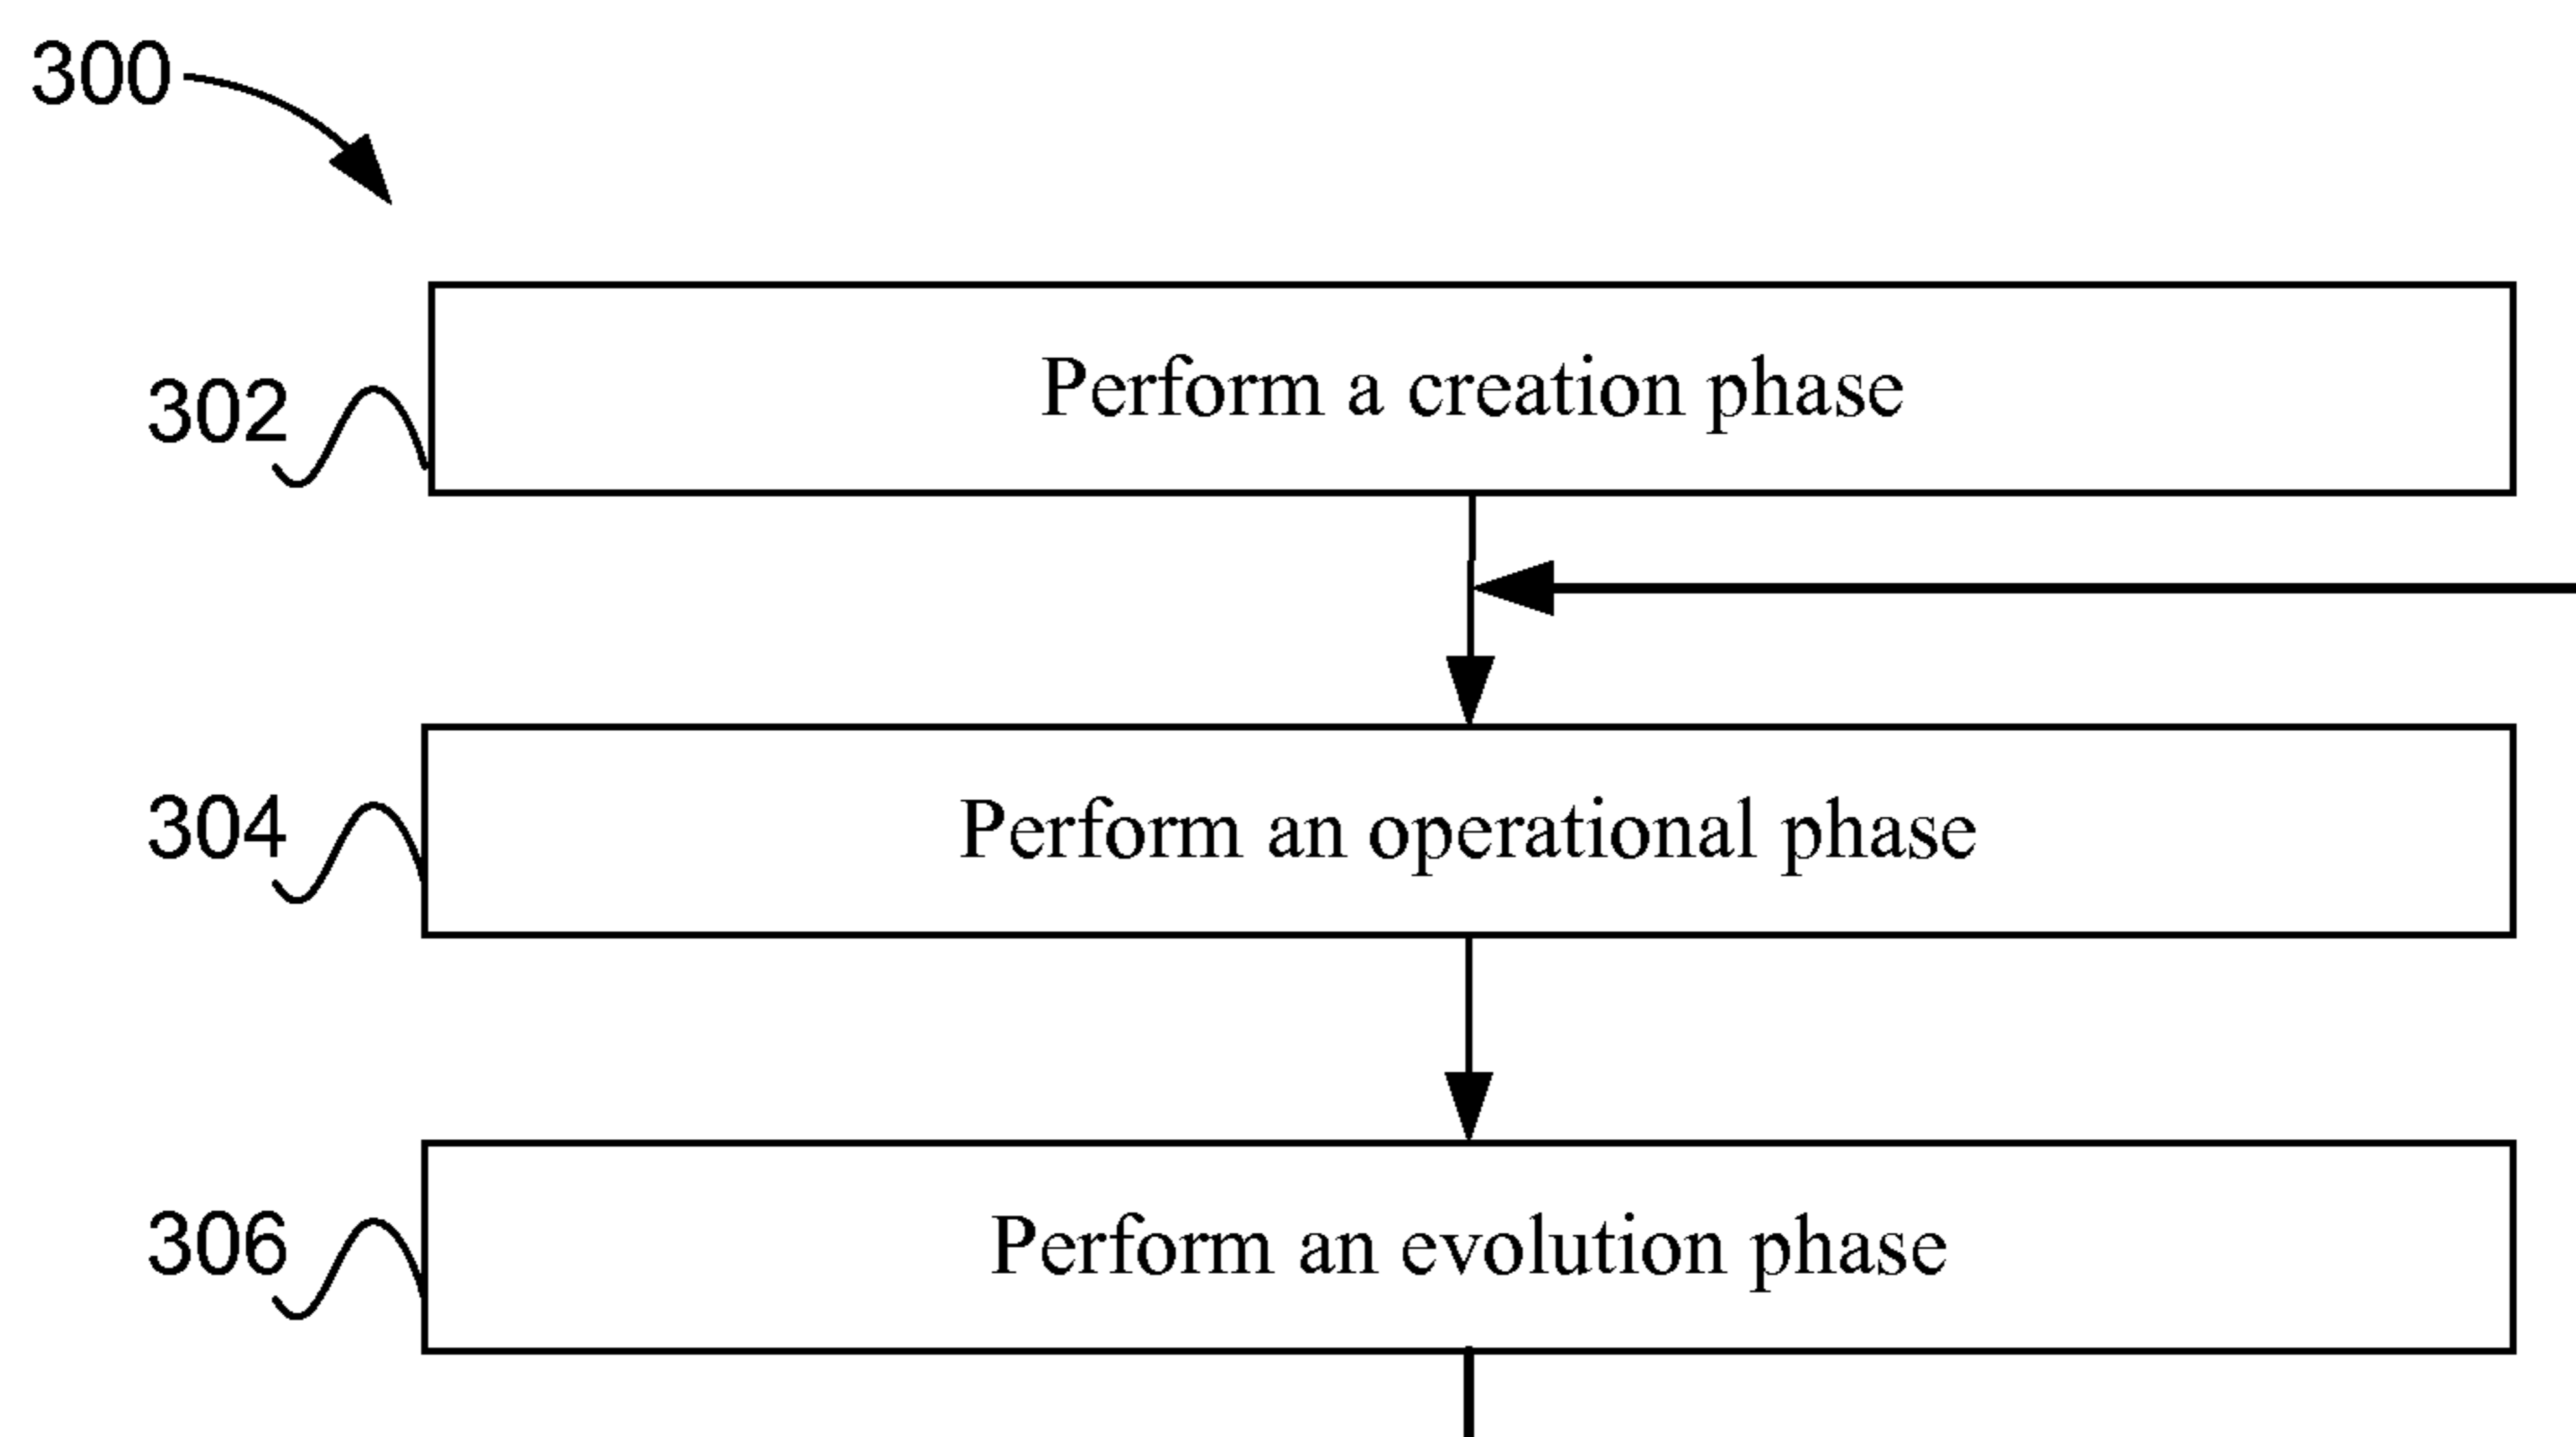 300
302
Perform a creation phase
304
Perform an operational phase
306
Perform an evolution phase